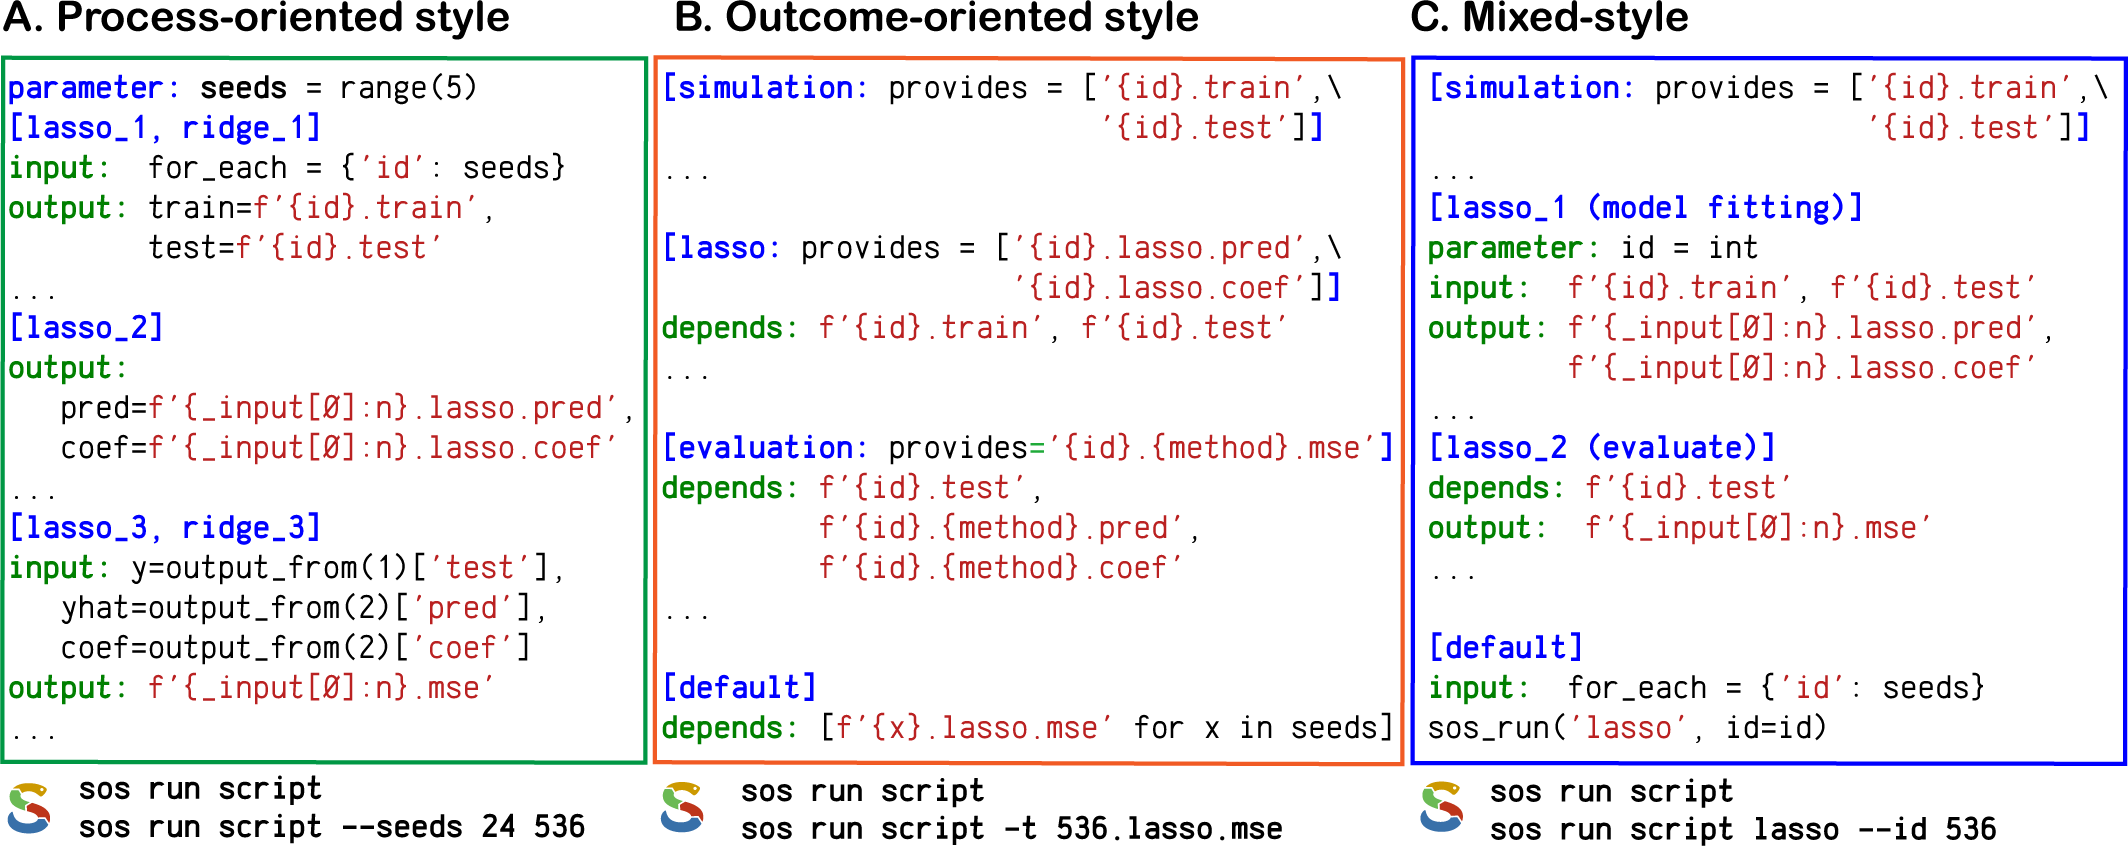 A. Process-oriented style
parameter: seeds = range(5)
[lasso_1, ridge_1]
input:  for_each = {'id': seeds}
output: train=f'{id}.train',
        test=f'{id}.test'
...
[lasso_2]
output:
   pred=f'{_input[0]:n}.lasso.pred',
   coef=f'{_input[0]:n}.lasso.coef'
...
[lasso_3, ridge_3]
input: y=output_from(1)['test'],
   yhat=output_from(2)['pred'],
   coef=output_from(2)['coef']
output: f'{_input[0]:n}.mse'
...
sos run script
sos run script --seeds 24 536
B. Outcome-oriented style
[simulation: provides = ['{id}.train',\
                         '{id}.test']]
...
[lasso: provides = ['{id}.lasso.pred',\
                    '{id}.lasso.coef']]
depends: f'{id}.train', f'{id}.test'
...
[evaluation: provides='{id}.{method}.mse']
depends: f'{id}.test',
         f'{id}.{method}.pred',
         f'{id}.{method}.coef'
...
[default]
depends: [f'{x}.lasso.mse' for x in seeds]
sos run script
sos run script -t 536.lasso.mse
C. Mixed-style
[simulation: provides = ['{id}.train',\
                         '{id}.test']]
...
[lasso_1 (model fitting)]
parameter: id = int
input:  f'{id}.train', f'{id}.test'
output: f'{_input[0]:n}.lasso.pred',
        f'{_input[0]:n}.lasso.coef'
...
[lasso_2 (evaluate)]
depends: f'{id}.test'
output:  f'{_input[0]:n}.mse'
...
[default]
input:  for_each = {'id': seeds}
sos_run('lasso', id=id)
sos run script
sos run script lasso --id 536